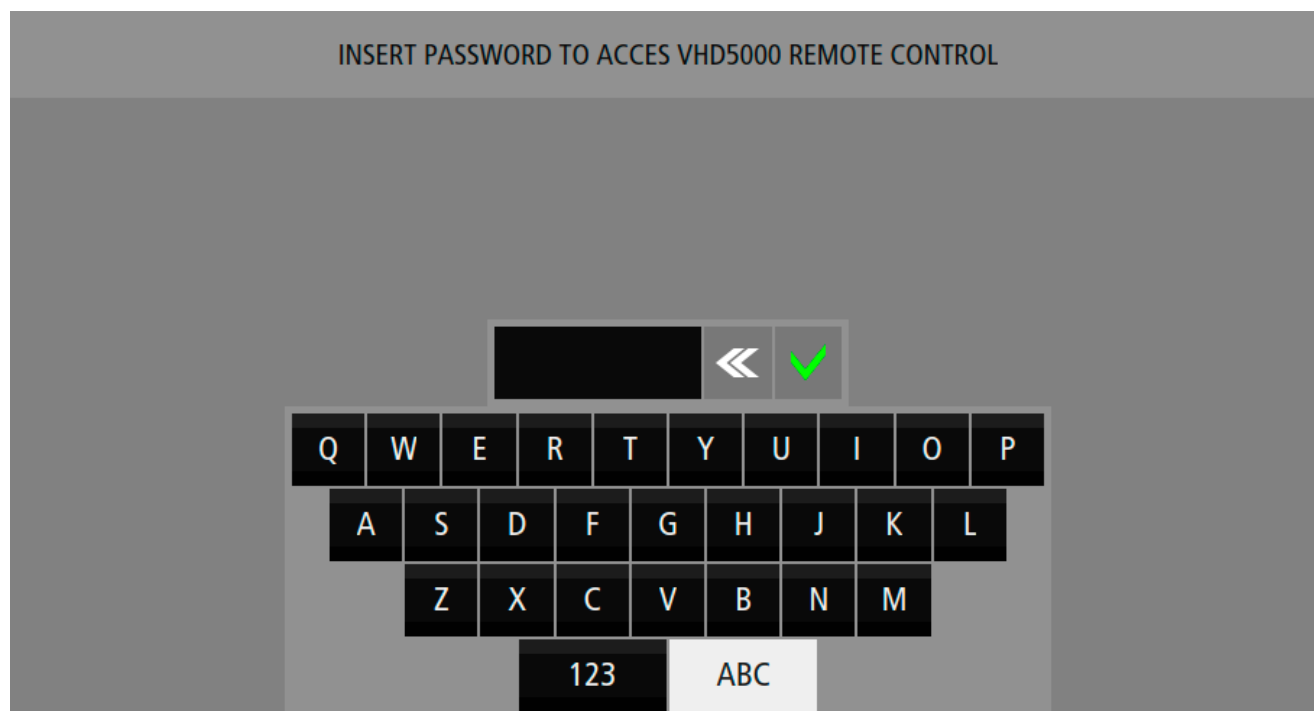 INSERT PASSWORD TO ACCES VHD5000 REMOTE CONTROL
Q W E R T Y U I O P
A S D F G H J K L
Z X C V B N M
123 ABC